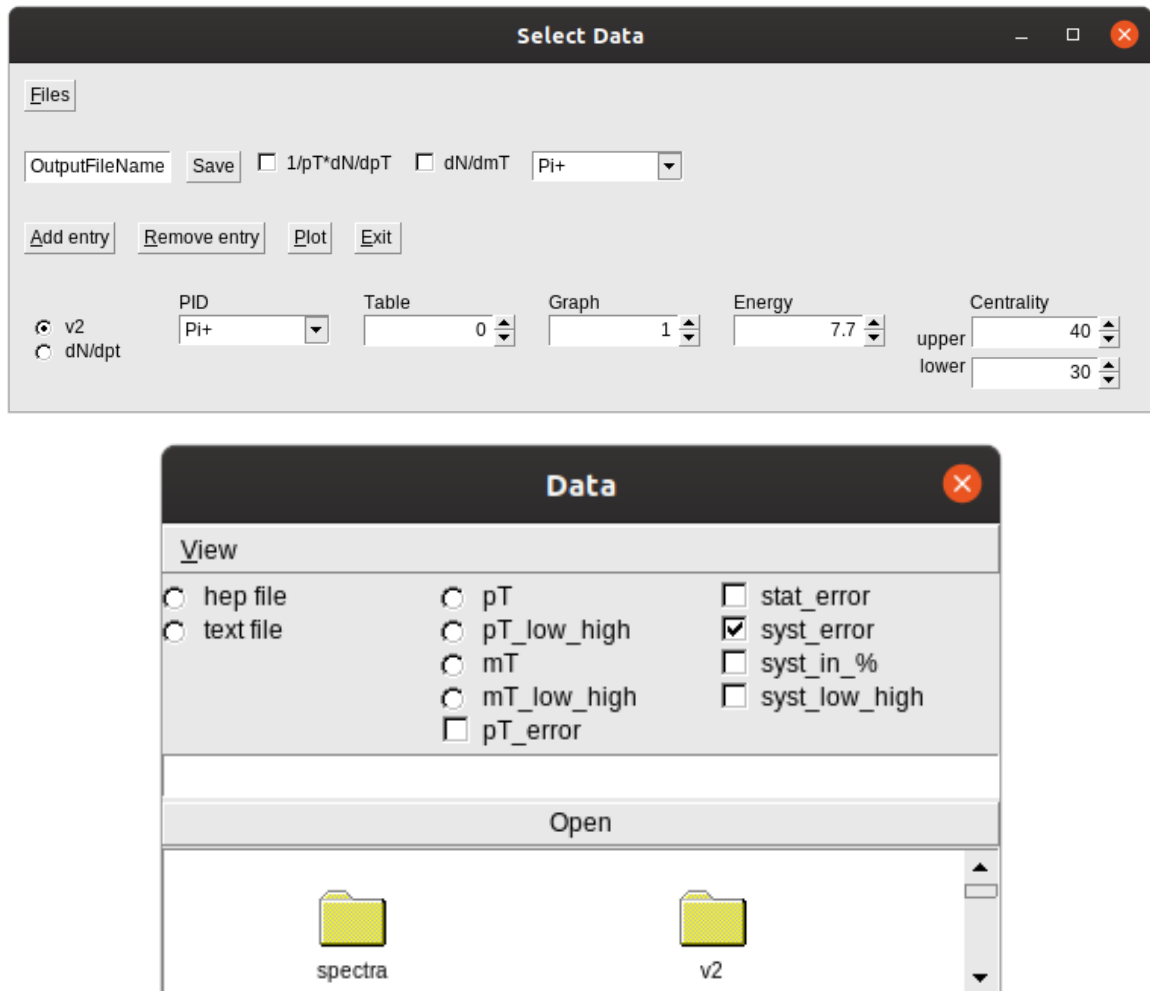 Select Data
Files
OutputFileName Save 1/pT*dN/dpT dN/dmT Pi+
Add entry Remove entry Plot Exit
PID Table Graph Energy Centrality
v2 Pi+ 0 1 7.7 upper 40
dN/dpt lower 30
Data
View
hep file pT stat_error
text file pT_low_high syst_error
mT syst_in_%
mT_low_high syst_low_high
pT_error
Open
spectra v2